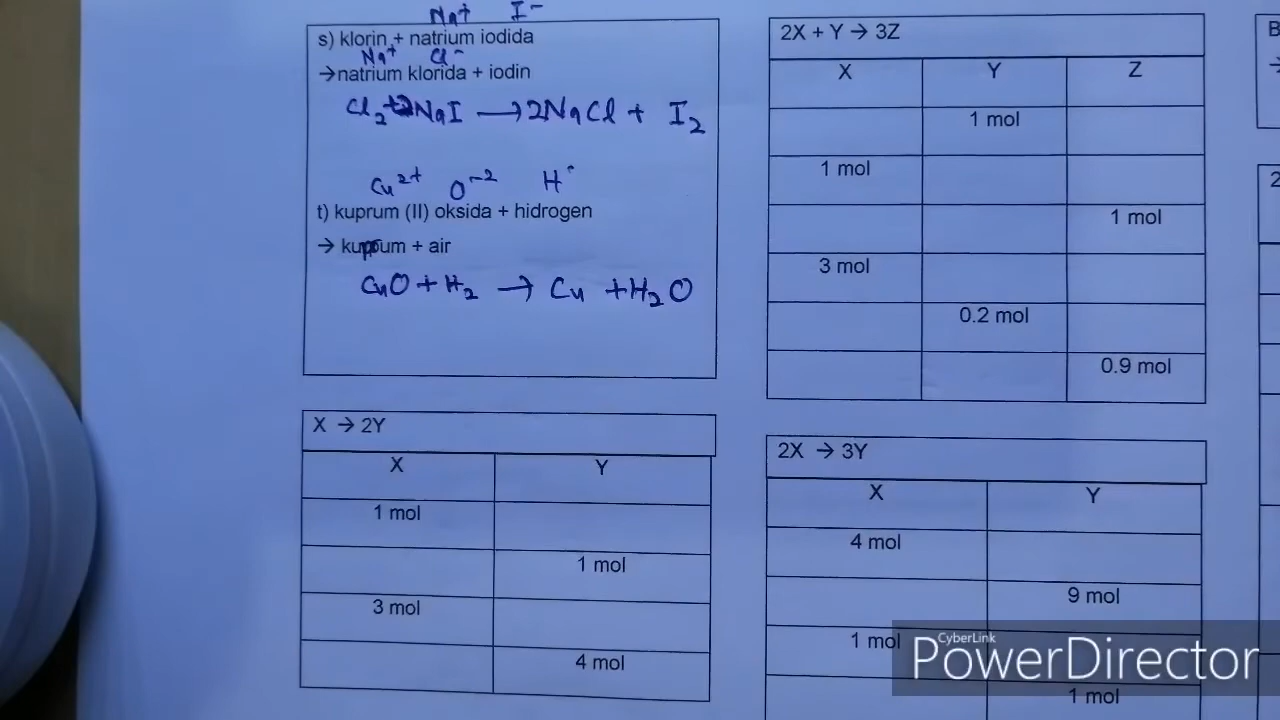 Na+ I-
s) klorin + natrium iodida
Na+ Cl-
→natrium klorida + iodin
Cl2+2NaI → 2NaCl + I2
Cu2+ O-2 H+
t) kuprum (II) oksida + hidrogen
→ kuprum + air
CuO + H2 → Cu + H2O
X → 2Y
X Y
1 mol
1 mol
3 mol
4 mol
2X + Y → 3Z
X Y Z
1 mol
1 mol
1 mol
3 mol
0.2 mol
0.9 mol
2X → 3Y
X Y
4 mol
9 mol
1 mol
1 mol
B
→
2
CyberLink
PowerDirector